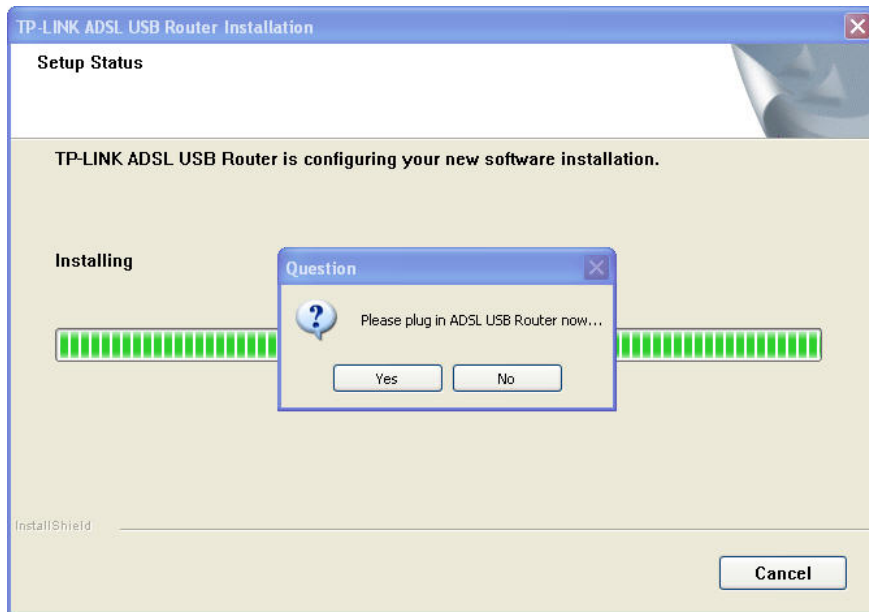 TP-LINK ADSL USB Router Installation
Setup Status
TP-LINK ADSL USB Router is configuring your new software installation.
Installing
Question
?
Please plug in ADSL USB Router now...
Yes
No
InstallShield
Cancel